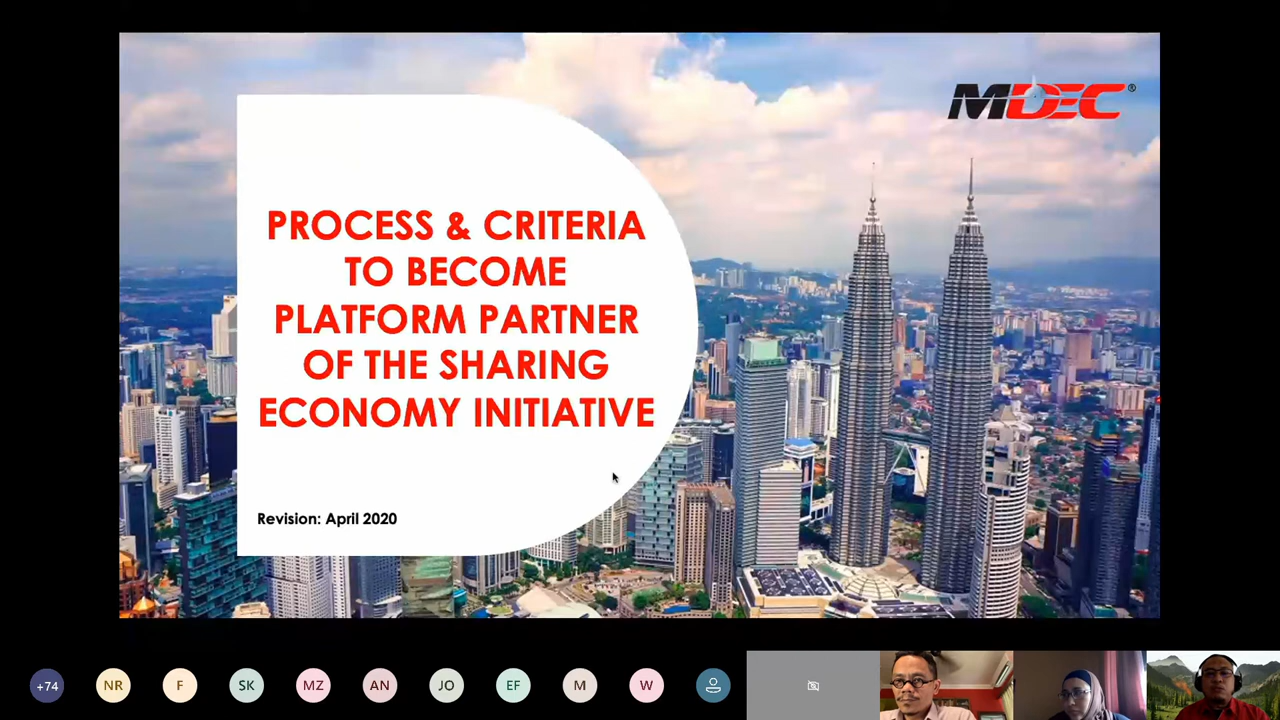 MDEC®
PROCESS & CRITERIA
TO BECOME
PLATFORM PARTNER
OF THE SHARING
ECONOMY INITIATIVE
Revision: April 2020
+74
NR
F
SK
MZ
AN
JO
EF
M
W